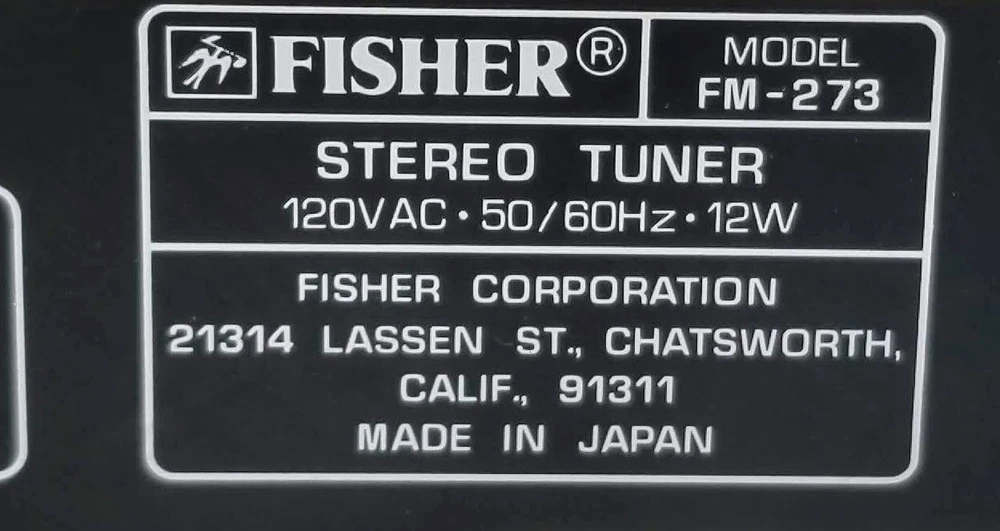 FISHER®
MODEL
FM-273
STEREO TUNER
120VAC・50/60Hz・12W
FISHER CORPORATION
21314 LASSEN ST., CHATSWORTH,
CALIF., 91311
MADE IN JAPAN